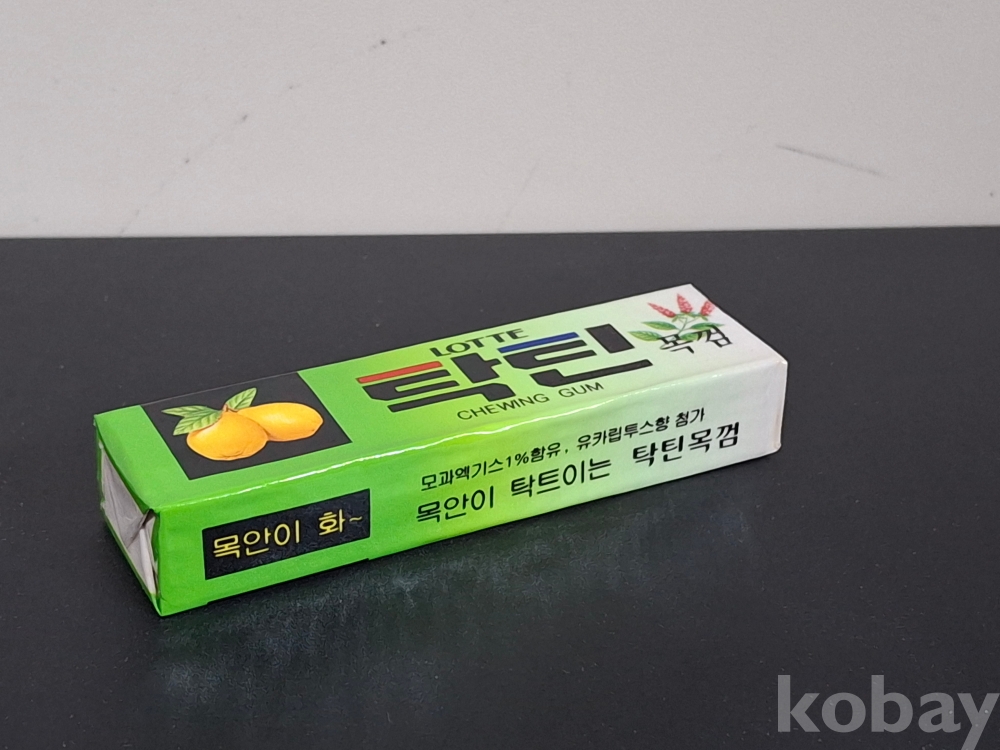 LOTTE
탁틴
목껌
CHEWING GUM
모과엑기스1%함유, 유카립투스향 첨가
목안이 탁트이는 탁틴목껌
목안이 화~
kobay